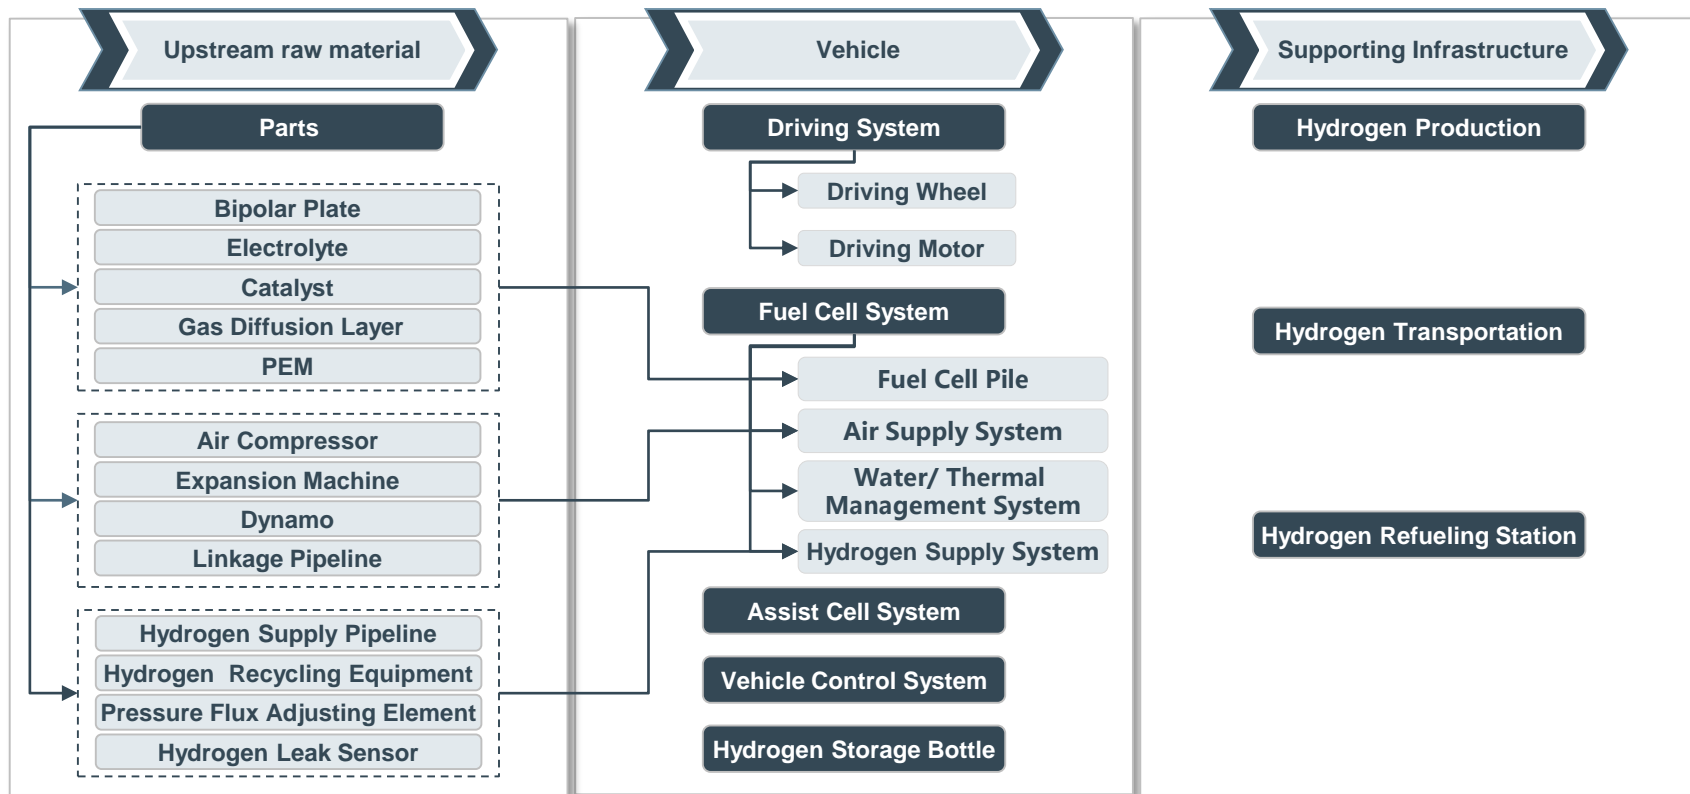 Upstream raw material
Parts
Bipolar Plate
Electrolyte
Catalyst
Gas Diffusion Layer
PEM
Air Compressor
Expansion Machine
Dynamo
Linkage Pipeline
Hydrogen Supply Pipeline
Hydrogen  Recycling Equipment
Pressure Flux Adjusting Element
Hydrogen Leak Sensor
Vehicle
Driving System
Driving Wheel
Driving Motor
Fuel Cell System
Fuel Cell Pile
Air Supply System
Water/ Thermal
Management System
Hydrogen Supply System
Assist Cell System
Vehicle Control System
Hydrogen Storage Bottle
Supporting Infrastructure
Hydrogen Production
Hydrogen Transportation
Hydrogen Refueling Station